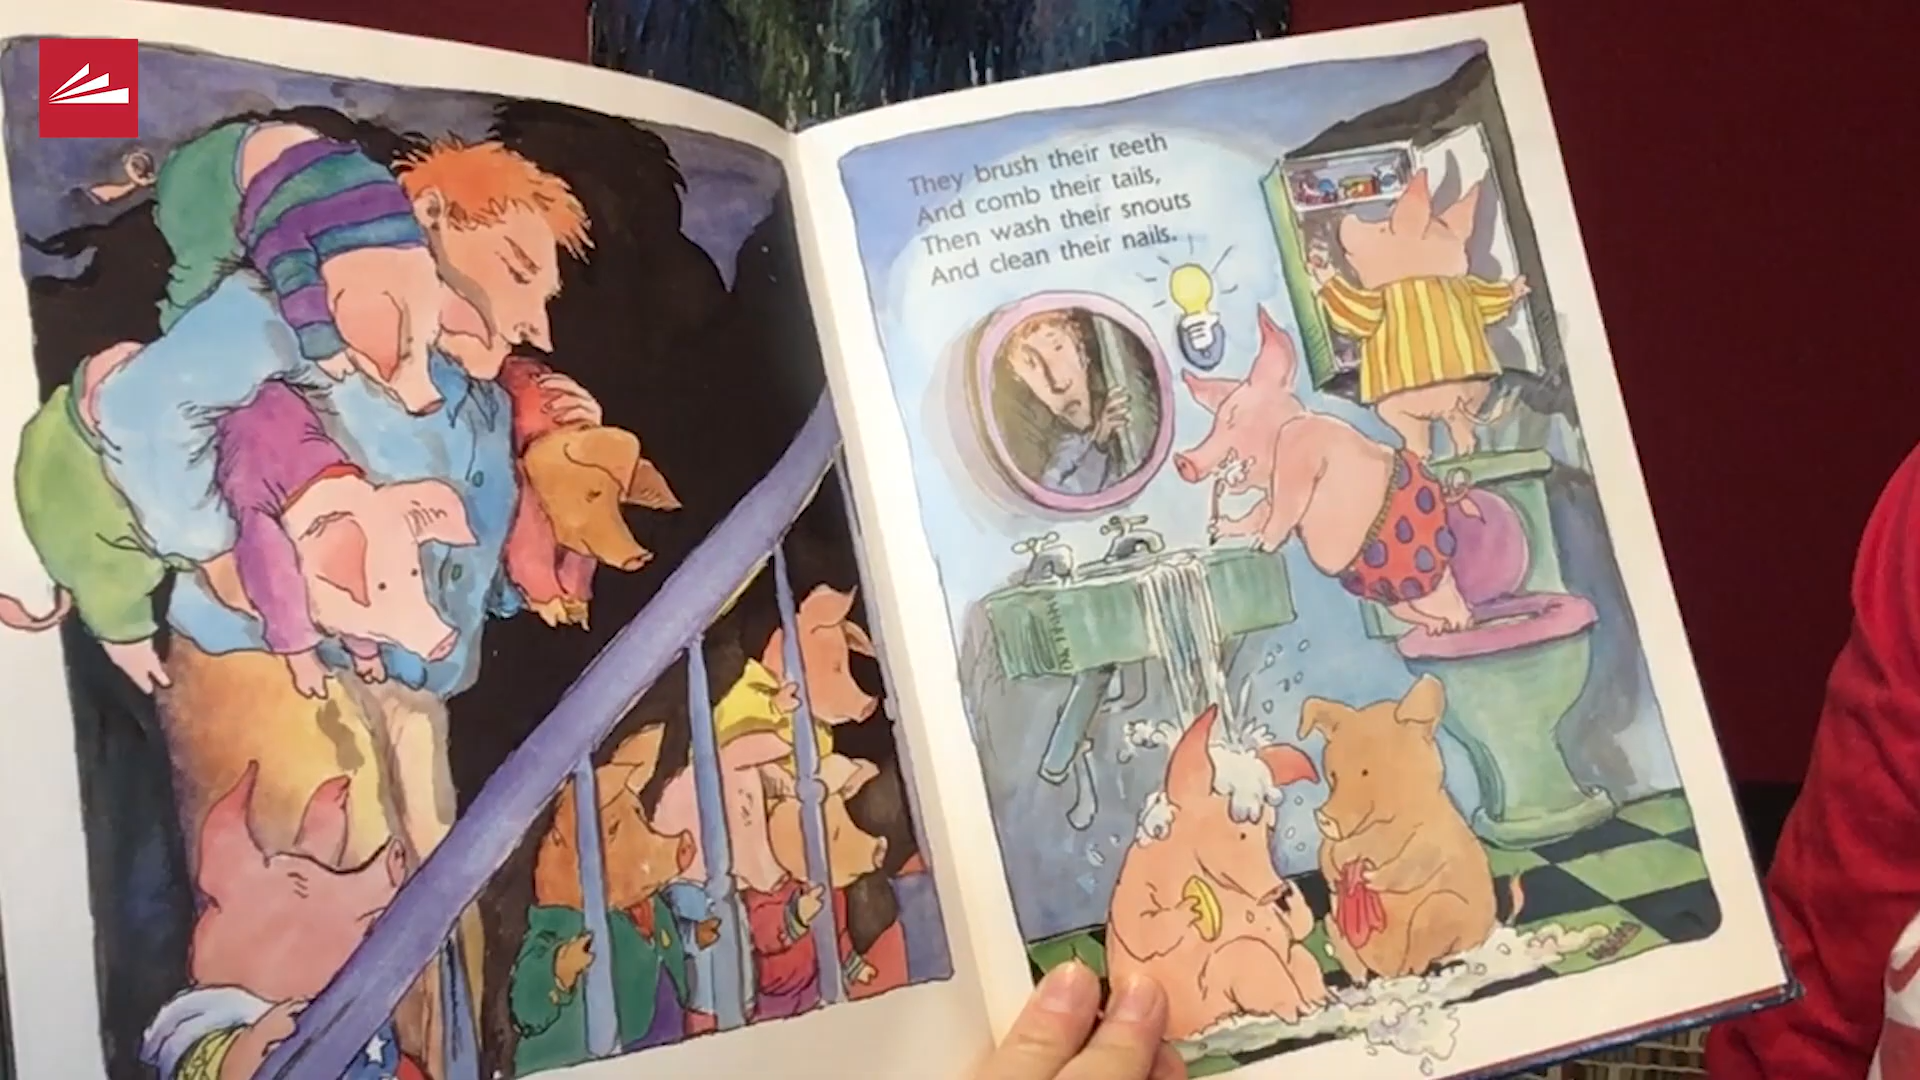 They brush their teeth
And comb their tails,
Then wash their snouts
And clean their nails.